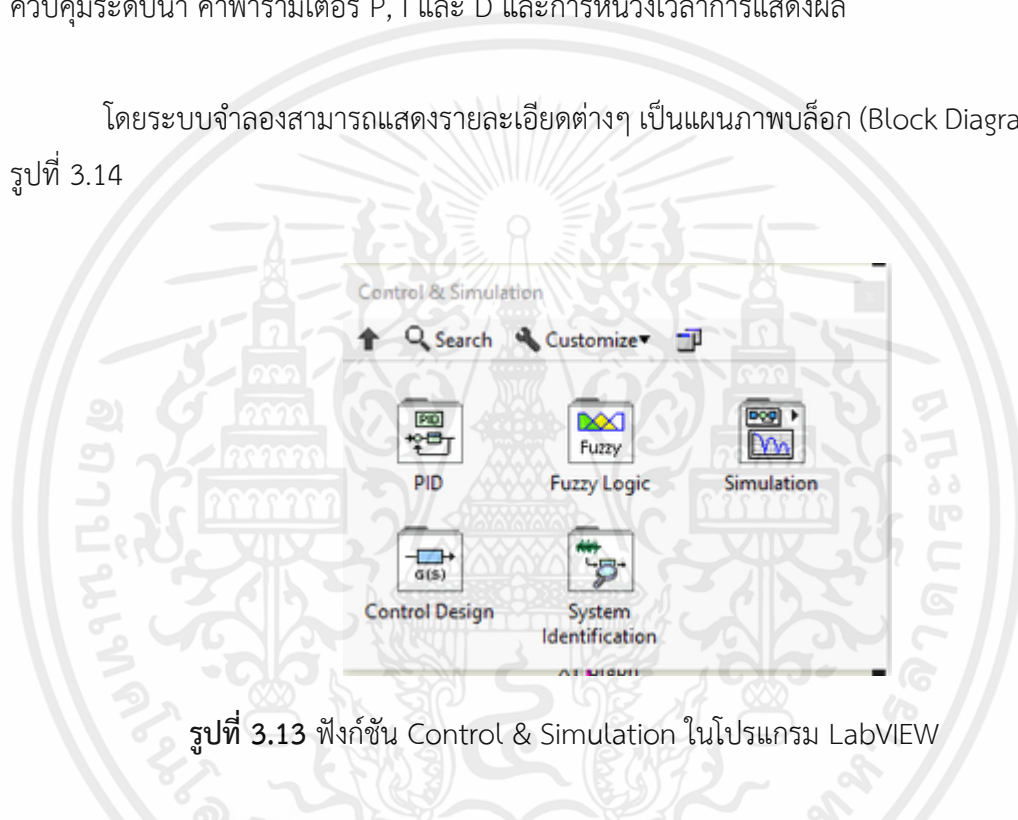 ควบคุมระดับน้ำ ค่าพารามิเตอร์ P, I และ D และการหน่วงเวลาการแสดงผล
โดยระบบจำลองสามารถแสดงรายละเอียดต่างๆ เป็นแผนภาพบล็อก (Block Diagra
รูปที่ 3.14
Control & Simulation
Search Customize
PID
PID
Fuzzy
Fuzzy Logic
Simulation
G(S)
Control Design
System
Identification
รูปที่ 3.13 ฟังก์ชัน Control & Simulation ในโปรแกรม LabVIEW